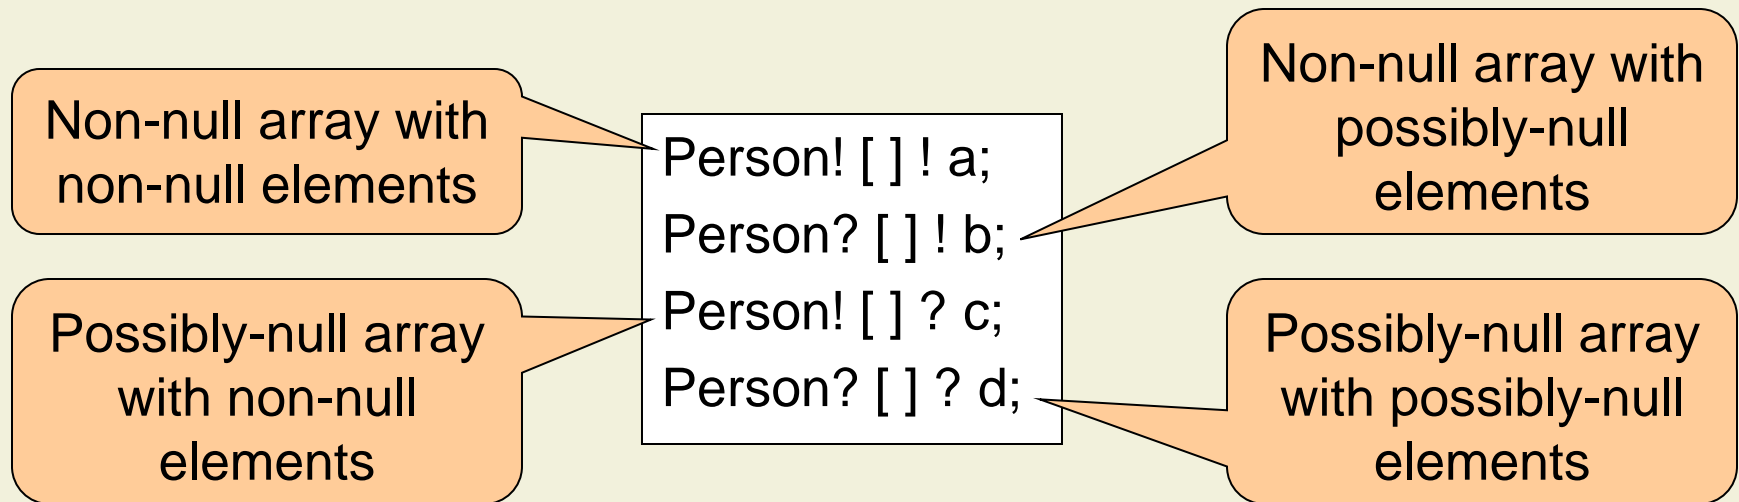 Non-null array with
non-null elements
Person! [ ] ! a;
Person? [ ] ! b;
Person! [ ] ? c;
Person? [ ] ? d;
Non-null array with
possibly-null
elements
Possibly-null array
with non-null
elements
Possibly-null array
with possibly-null
elements